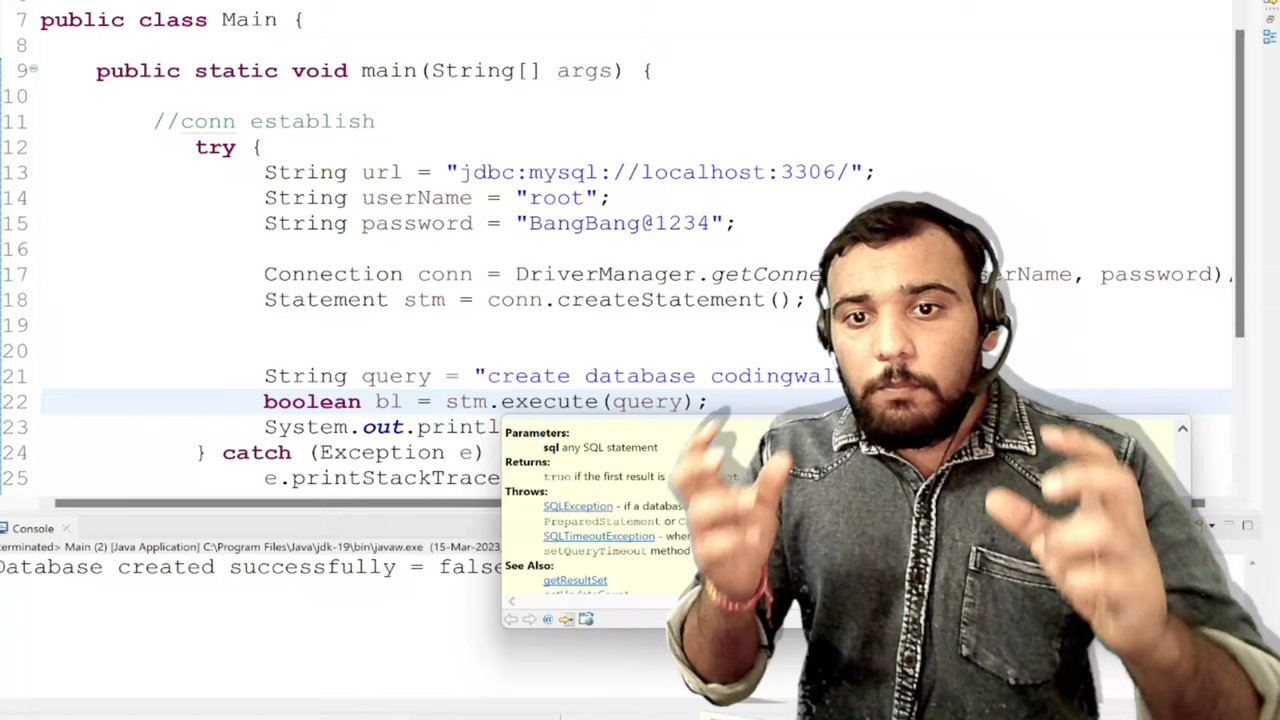 7 public class Main {
8
9 public static void main(String[] args) {
10
11 //conn establish
12 try {
13 String url = "jdbc:mysql://localhost:3306/";
14 String userName = "root";
15 String password = "BangBang@1234";
16
17 Connection conn = DriverManager.getConne serName, password),
18 Statement stm = conn.createStatement();
19
20
21 String query = "create database codingwal
22 boolean bl = stm.execute(query);
23 System.out.printl
24 } catch (Exception e)
25 e.printStackTrace
Parameters:
sql any SQL statement
Returns:
true if the first result is
Throws:
SQLException - if a databas
PreparedStatement or C
SQLTimeoutException - whe
setQueryTimeout method
See Also:
getResultSet
Console
terminated> Main (2) [Java Application] C:\Program Files\Java\jdk-19\bin\javaw.exe (15-Mar-2023
Database created successfully = false